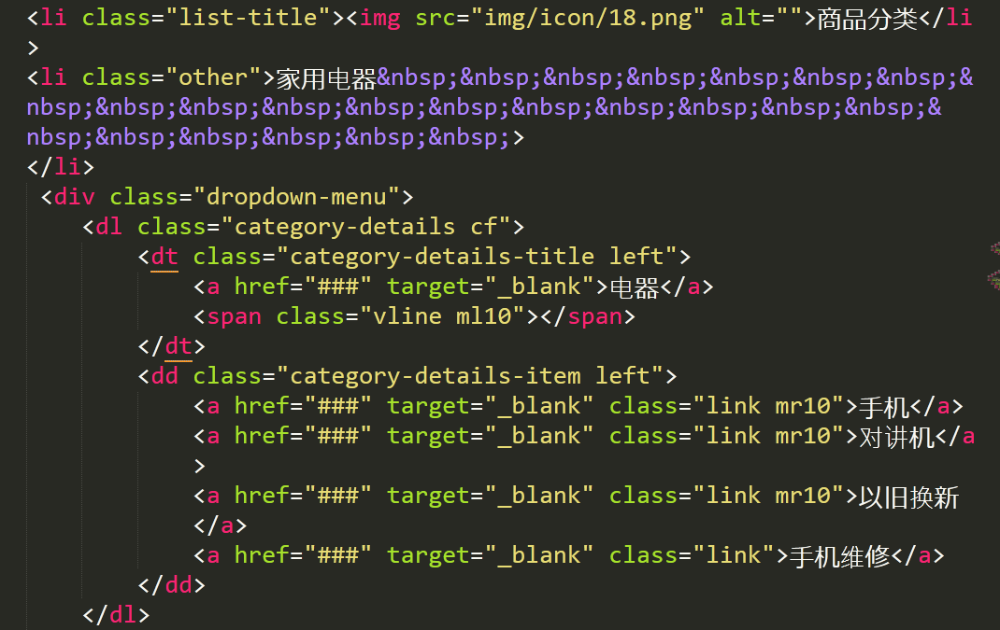 <li class="list-title"><img src="img/icon/18.png" alt="">商品分类</li
>
<li class="other">家用电器&nbsp;&nbsp;&nbsp;&nbsp;&nbsp;&nbsp;&nbsp;&
nbsp;&nbsp;&nbsp;&nbsp;&nbsp;&nbsp;&nbsp;&nbsp;&nbsp;&nbsp;&nbsp;&
nbsp;&nbsp;&nbsp;&nbsp;&nbsp;&nbsp;>
</li>
<div class="dropdown-menu">
<dl class="category-details cf">
<dt class="category-details-title left">
<a href="###" target="_blank">电器</a>
<span class="vline ml10"></span>
</dt>
<dd class="category-details-item left">
<a href="###" target="_blank" class="link mr10">手机</a>
<a href="###" target="_blank" class="link mr10">对讲机</a
>
<a href="###" target="_blank" class="link mr10">以旧换新
</a>
<a href="###" target="_blank" class="link">手机维修</a>
</dd>
</dl>